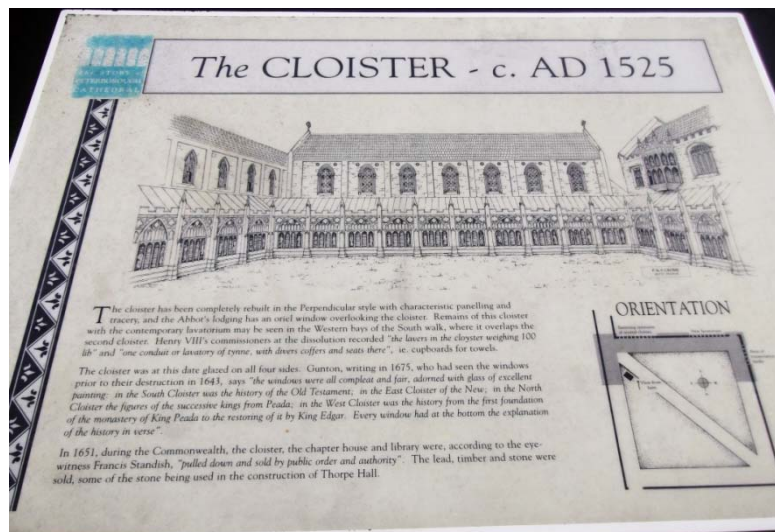 THE STORY OF
PETERBOROUGH
CATHEDRAL
The CLOISTER - c. AD 1525
The cloister has been completely rebuilt in the Perpendicular style with characteristic panelling and
tracery, and the Abbot's lodging has an oriel window overlooking the cloister. Remains of this cloister
with the contemporary lavatorium may be seen in the Western bays of the South walk, where it overlaps the
second cloister. Henry VIII's commissioners at the dissolution recorded "the lavers in the cloyster weighing 100
lib" and "one conduit or lavatory of tynne, with divers coffers and seats there", ie. cupboards for towels.
The cloister was at this date glazed on all four sides. Gunton, writing in 1675, who had seen the windows
prior to their destruction in 1643, says "the windows were all compleat and fair, adorned with glass of excellent
painting: in the South Cloister was the history of the Old Testament; in the East Cloister of the New; in the North
Cloister the figures of the successive kings from Peada; in the West Cloister was the history from the first foundation
of the monastery of King Peada to the restoring of it by King Edgar. Every window had at the bottom the explanation
of the history in verse".
In 1651, during the Commonwealth, the cloister, the chapter house and library were, according to the eye-
witness Francis Standish, "pulled down and sold by public order and authority". The lead, timber and stone were
sold, some of the stone being used in the construction of Thorpe Hall.
ORIENTATION